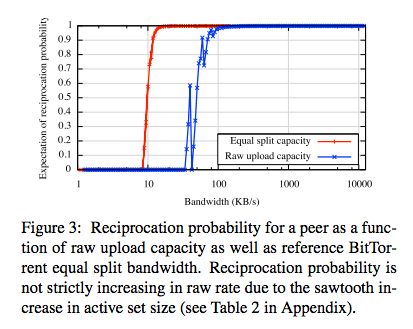 Expectation of reciprocation probability
1
0.9
0.8
0.7
0.6
0.5
0.4
0.3
0.2
0.1
0
Equal split capacity
Raw upload capacity
1
10
100
1000
10000
Bandwidth (KB/s)
Figure 3: Reciprocation probability for a peer as a func-
tion of raw upload capacity as well as reference BitTor-
rent equal split bandwidth. Reciprocation probability is
not strictly increasing in raw rate due to the sawtooth in-
crease in active set size (see Table 2 in Appendix).